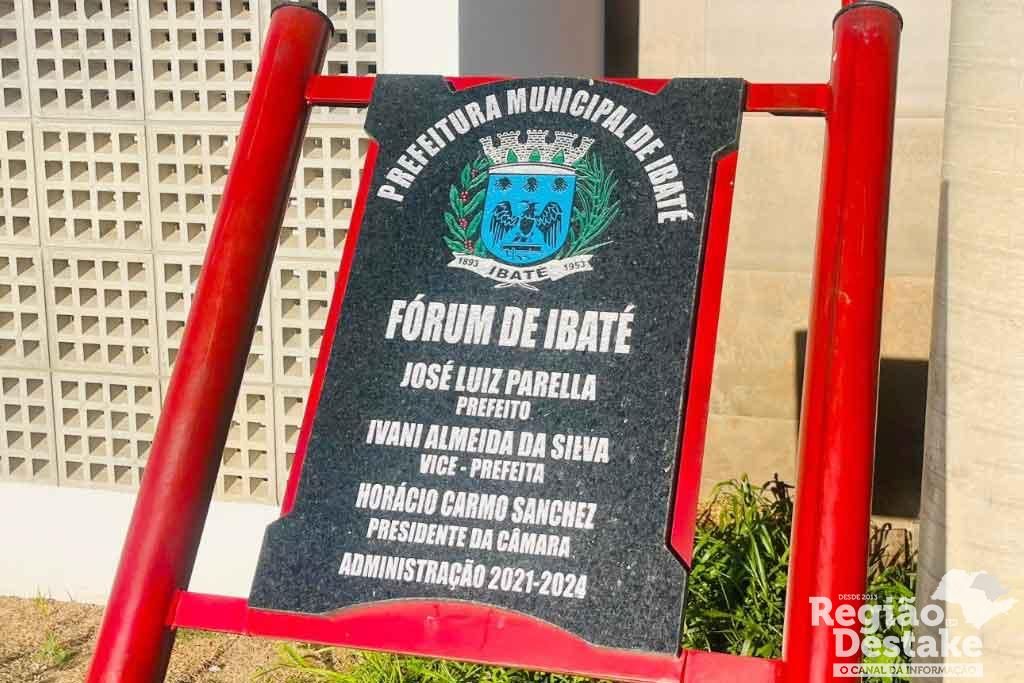 PREFEITURA MUNICIPAL DE IBATÉ
1893 IBATÉ 1953
FÓRUM DE IBATÉ
JOSÉ LUIZ PARELLA
PREFEITO
IVANI ALMEIDA DA SILVA
VICE - PREFEITA
HORÁCIO CARMO SANCHEZ
PRESIDENTE DA CÂMARA
ADMINISTRAÇÃO 2021-2024
DESDE 2013
Região
EM
Destake
O CANAL DA INFORMAÇÃO